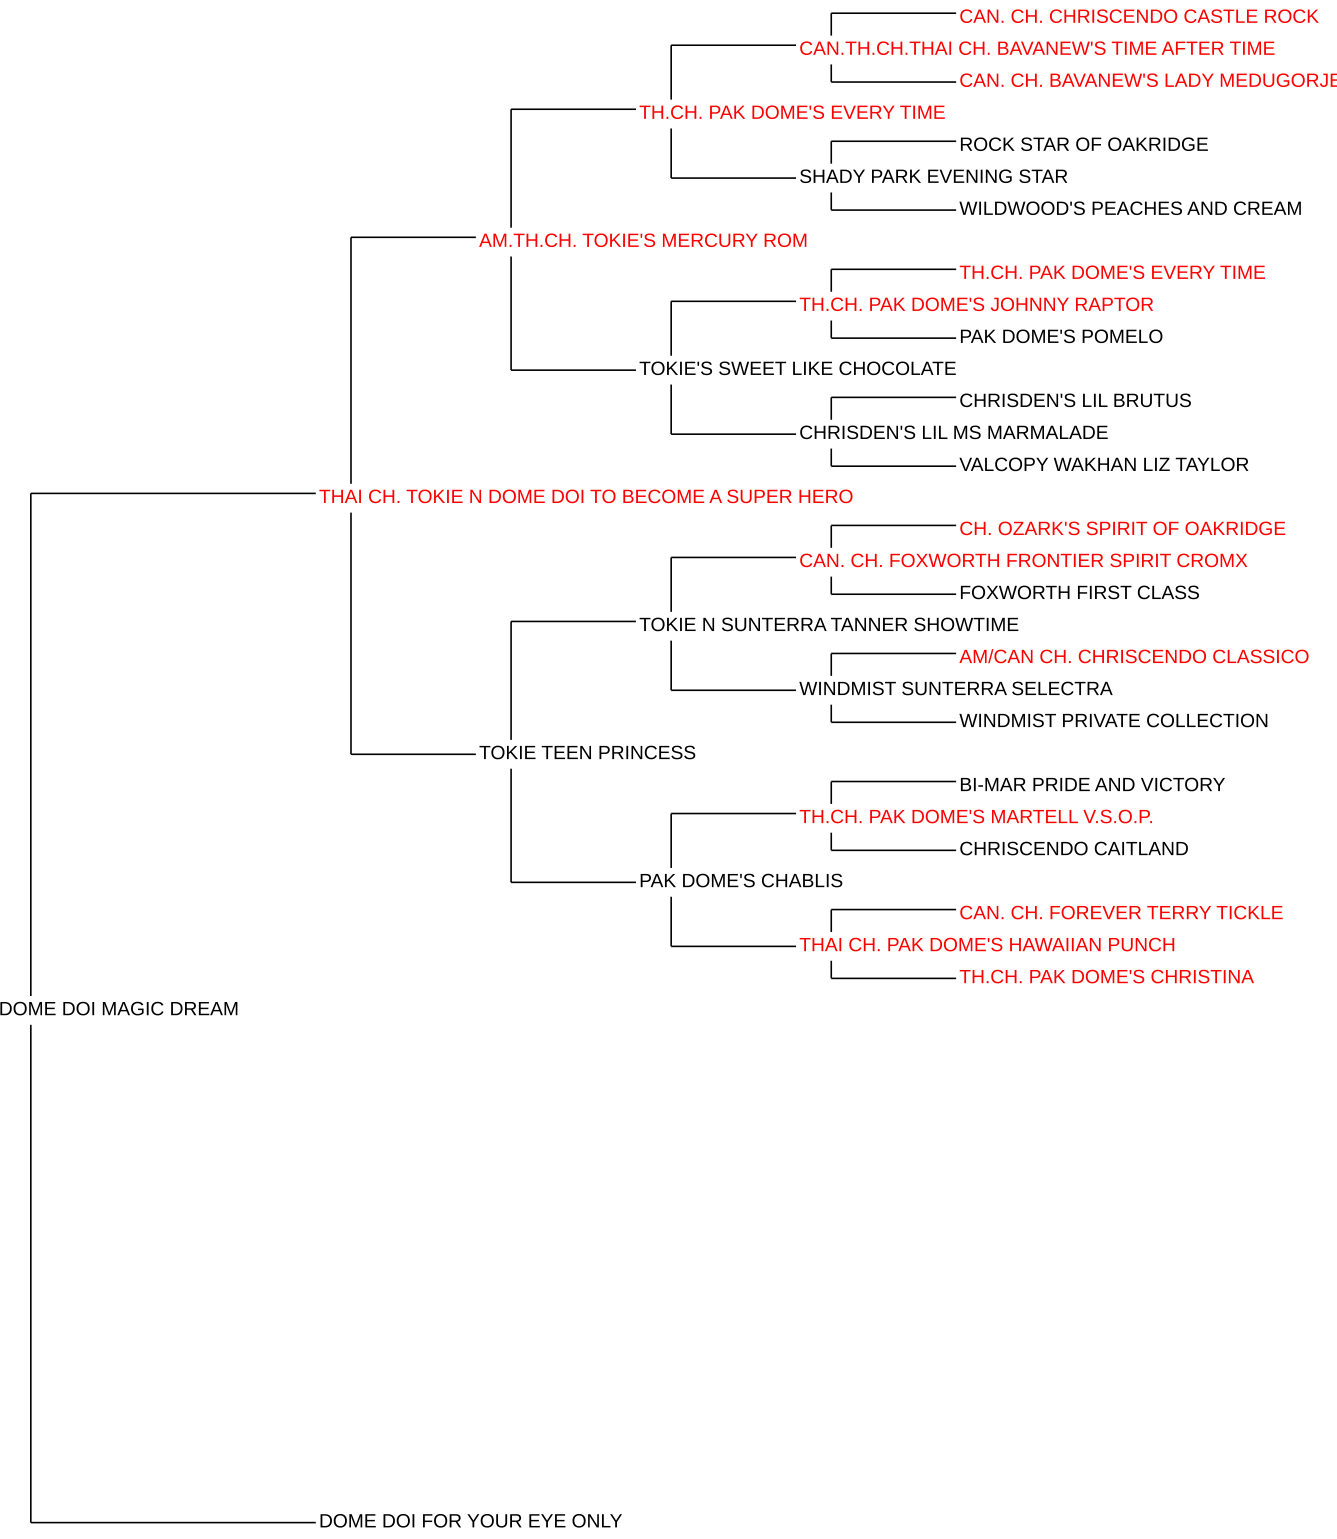 CAN. CH. CHRISCENDO CASTLE ROCK
CAN.TH.CH.THAI CH. BAVANEW'S TIME AFTER TIME
CAN. CH. BAVANEW'S LADY MEDUGORJE
TH.CH. PAK DOME'S EVERY TIME
ROCK STAR OF OAKRIDGE
SHADY PARK EVENING STAR
WILDWOOD'S PEACHES AND CREAM
AM.TH.CH. TOKIE'S MERCURY ROM
TH.CH. PAK DOME'S EVERY TIME
TH.CH. PAK DOME'S JOHNNY RAPTOR
PAK DOME'S POMELO
TOKIE'S SWEET LIKE CHOCOLATE
CHRISDEN'S LIL BRUTUS
CHRISDEN'S LIL MS MARMALADE
VALCOPY WAKHAN LIZ TAYLOR
THAI CH. TOKIE N DOME DOI TO BECOME A SUPER HERO
CH. OZARK'S SPIRIT OF OAKRIDGE
CAN. CH. FOXWORTH FRONTIER SPIRIT CROMX
FOXWORTH FIRST CLASS
TOKIE N SUNTERRA TANNER SHOWTIME
AM/CAN CH. CHRISCENDO CLASSICO
WINDMIST SUNTERRA SELECTRA
WINDMIST PRIVATE COLLECTION
TOKIE TEEN PRINCESS
BI-MAR PRIDE AND VICTORY
TH.CH. PAK DOME'S MARTELL V.S.O.P.
CHRISCENDO CAITLAND
PAK DOME'S CHABLIS
CAN. CH. FOREVER TERRY TICKLE
THAI CH. PAK DOME'S HAWAIIAN PUNCH
TH.CH. PAK DOME'S CHRISTINA
DOME DOI MAGIC DREAM
DOME DOI FOR YOUR EYE ONLY